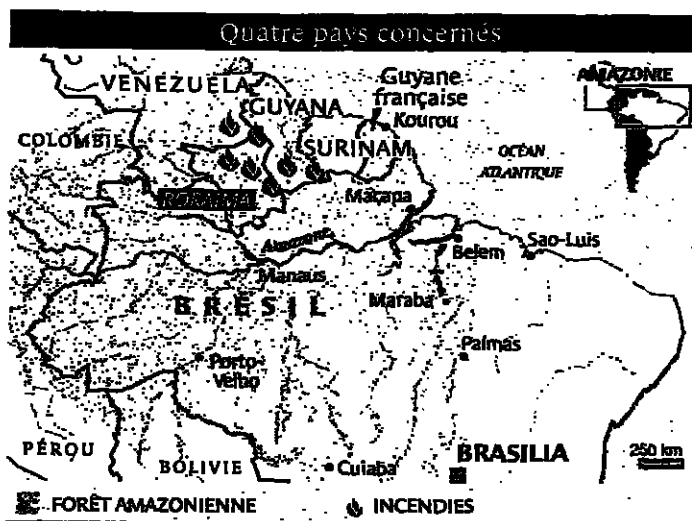 Quatre pays concernés
VENEZUELA
GUYANA
Guyane
française
Kourou
AMAZONIE
COLOMBIE
SURINAM
OCÉAN
ATLANTIQUE
RORAIMA
Macapa
Amazone
Belem
Sao-Luis
Manaus
BRÉSIL
Maraba
Palmas
Porto-
Velho
PÉROU
BOLIVIE
Cuiaba
BRASILIA
250 km
FORÊT AMAZONIENNE
INCENDIES